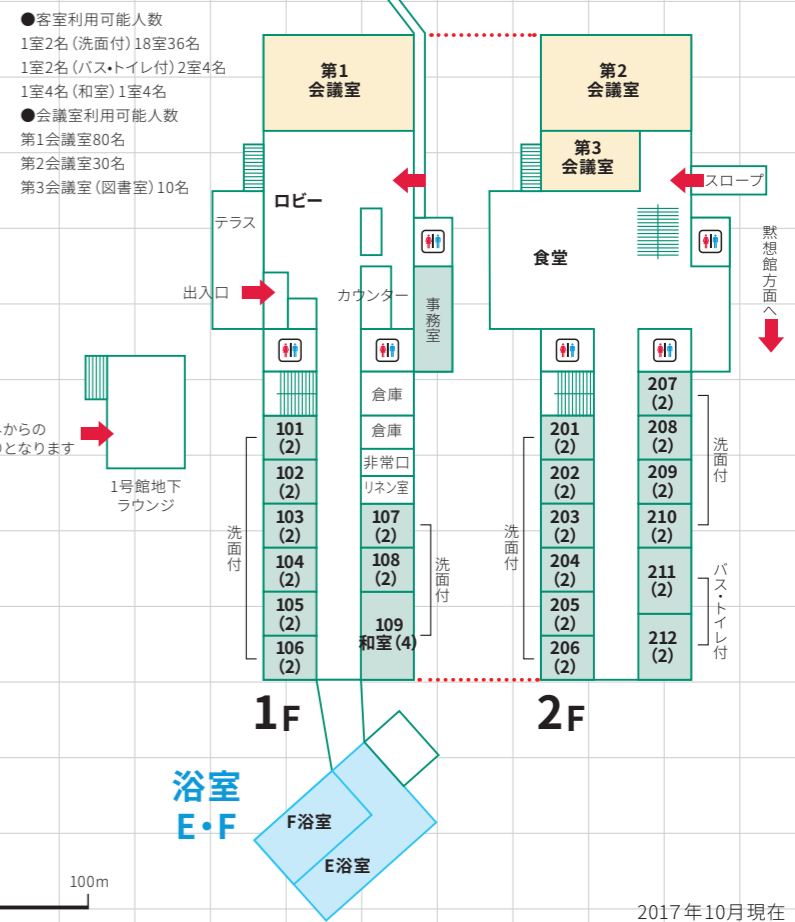 ●客室利用可能人数
1室2名（洗面付）18室36名
1室2名（バス・トイレ付）2室4名
1室4名（和室）1室4名
●会議室利用可能人数
第1会議室80名
第2会議室30名
第3会議室（図書室）10名
第1
会議室
ロビー
テラス
出入口
カウンター
事務室
倉庫
倉庫
非常口
リネン室
101
（2）
102
（2）
103
（2）
104
（2）
105
（2）
106
（2）
洗面付
107
（2）
108
（2）
109
和室（4）
洗面付
1F
第2
会議室
第3
会議室
スロープ
食堂
黙想館方面へ
201
（2）
202
（2）
203
（2）
204
（2）
205
（2）
206
（2）
洗面付
207
（2）
208
（2）
209
（2）
210
（2）
洗面付
211
（2）
212
（2）
バス・トイレ付
2F
からの
となります
1号館地下
ラウンジ
浴室
E・F
F浴室
E浴室
100m
2017年10月現在